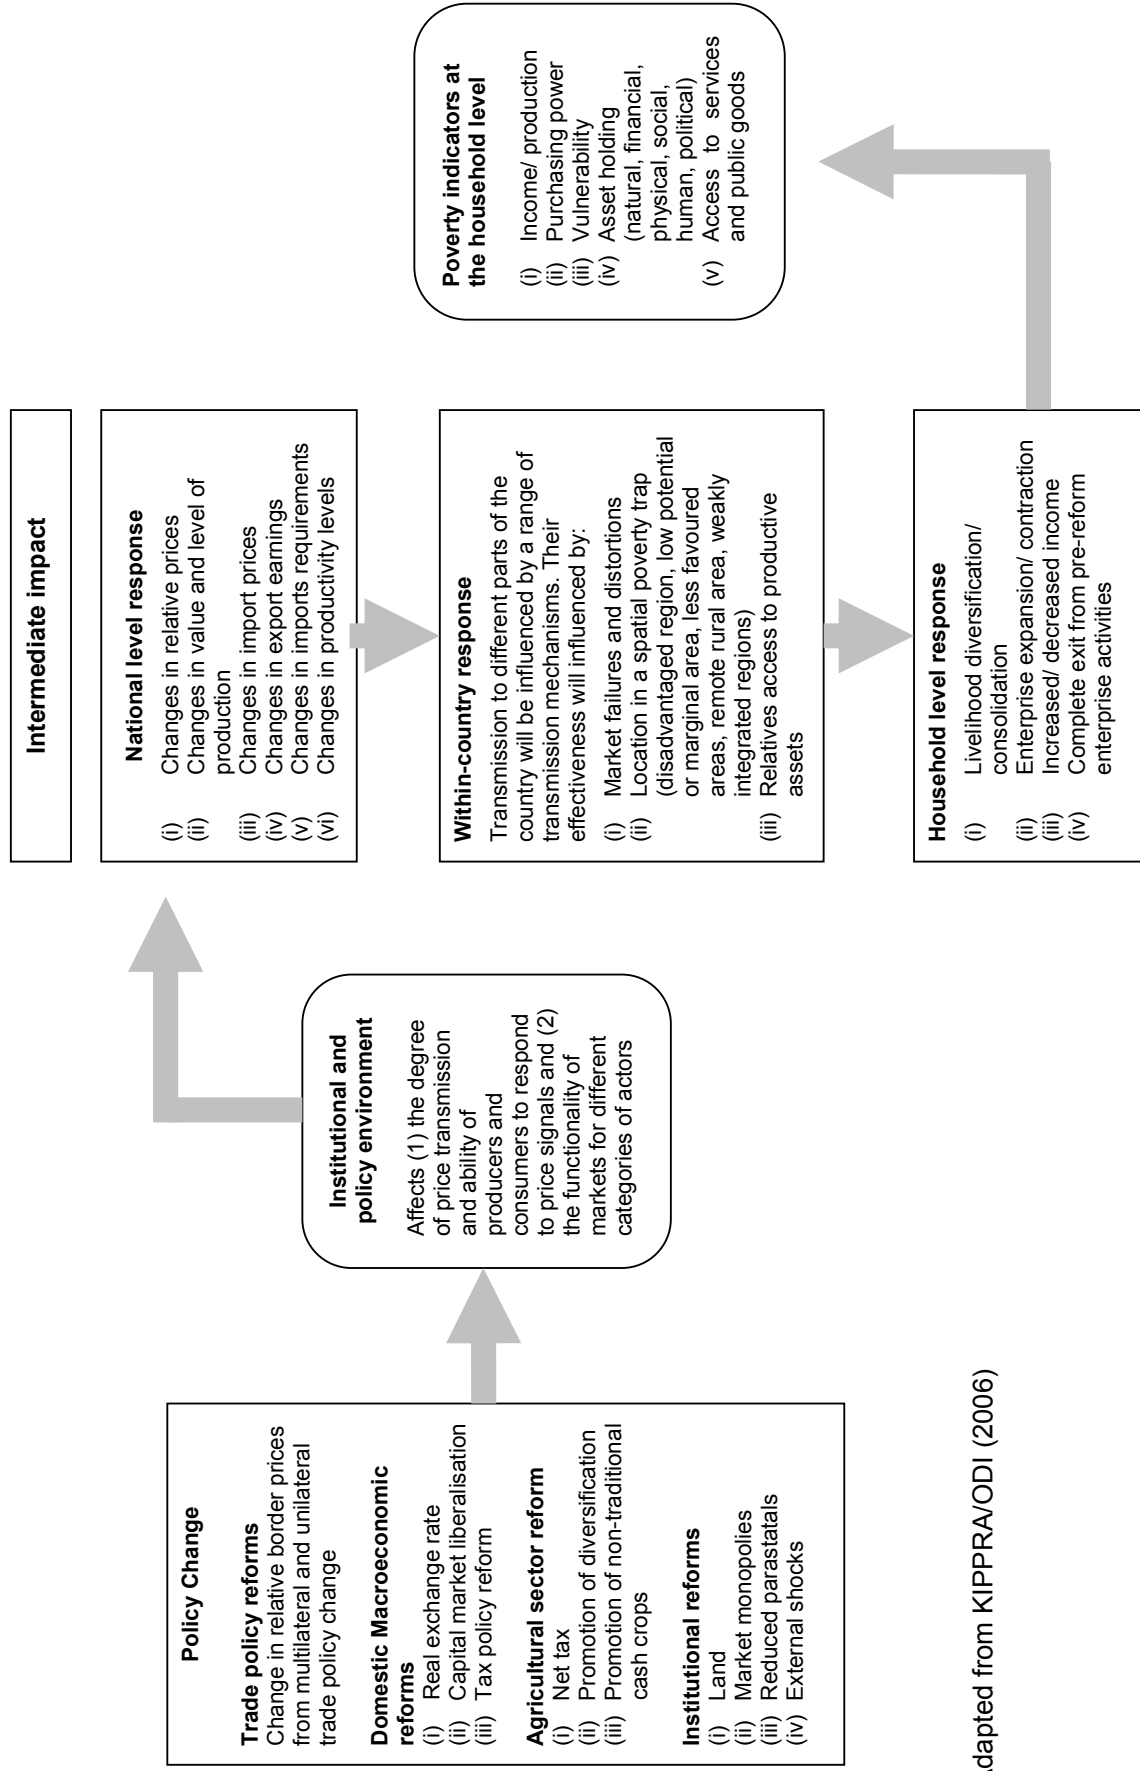 Policy Change
Trade policy reforms
Change in relative border prices
from multilateral and unilateral
trade policy change
Domestic Macroeconomic
reforms
(i) Real exchange rate
(ii) Capital market liberalisation
(iii) Tax policy reform
Agricultural sector reform
(i) Net tax
(ii) Promotion of diversification
(iii) Promotion of non-traditional
cash crops
Institutional reforms
(i) Land
(ii) Market monopolies
(iii) Reduced parastatals
(iv) External shocks
Institutional and
policy environment
Affects (1) the degree
of price transmission
and ability of
producers and
consumers to respond
to price signals and (2)
the functionality of
markets for different
categories of actors
Intermediate impact
National level response
(i) Changes in relative prices
(ii) Changes in value and level of
production
(iii) Changes in import prices
(iv) Changes in export earnings
(v) Changes in imports requirements
(vi) Changes in productivity levels
Within-country response
Transmission to different parts of the
country will be influenced by a range of
transmission mechanisms. Their
effectiveness will influenced by:
(i) Market failures and distortions
(ii) Location in a spatial poverty trap
(disadvantaged region, low potential
or marginal area, less favoured
areas, remote rural area, weakly
integrated regions)
(iii) Relatives access to productive
assets
Household level response
(i) Livelihood diversification/
consolidation
(ii) Enterprise expansion/ contraction
(iii) Increased/ decreased income
(iv) Complete exit from pre-reform
enterprise activities
Poverty indicators at
the household level
(i) Income/ production
(ii) Purchasing power
(iii) Vulnerability
(iv) Asset holding
(natural, financial,
physical, social,
human, political)
(v) Access to services
and public goods
dapted from KIPPRA/ODI (2006)